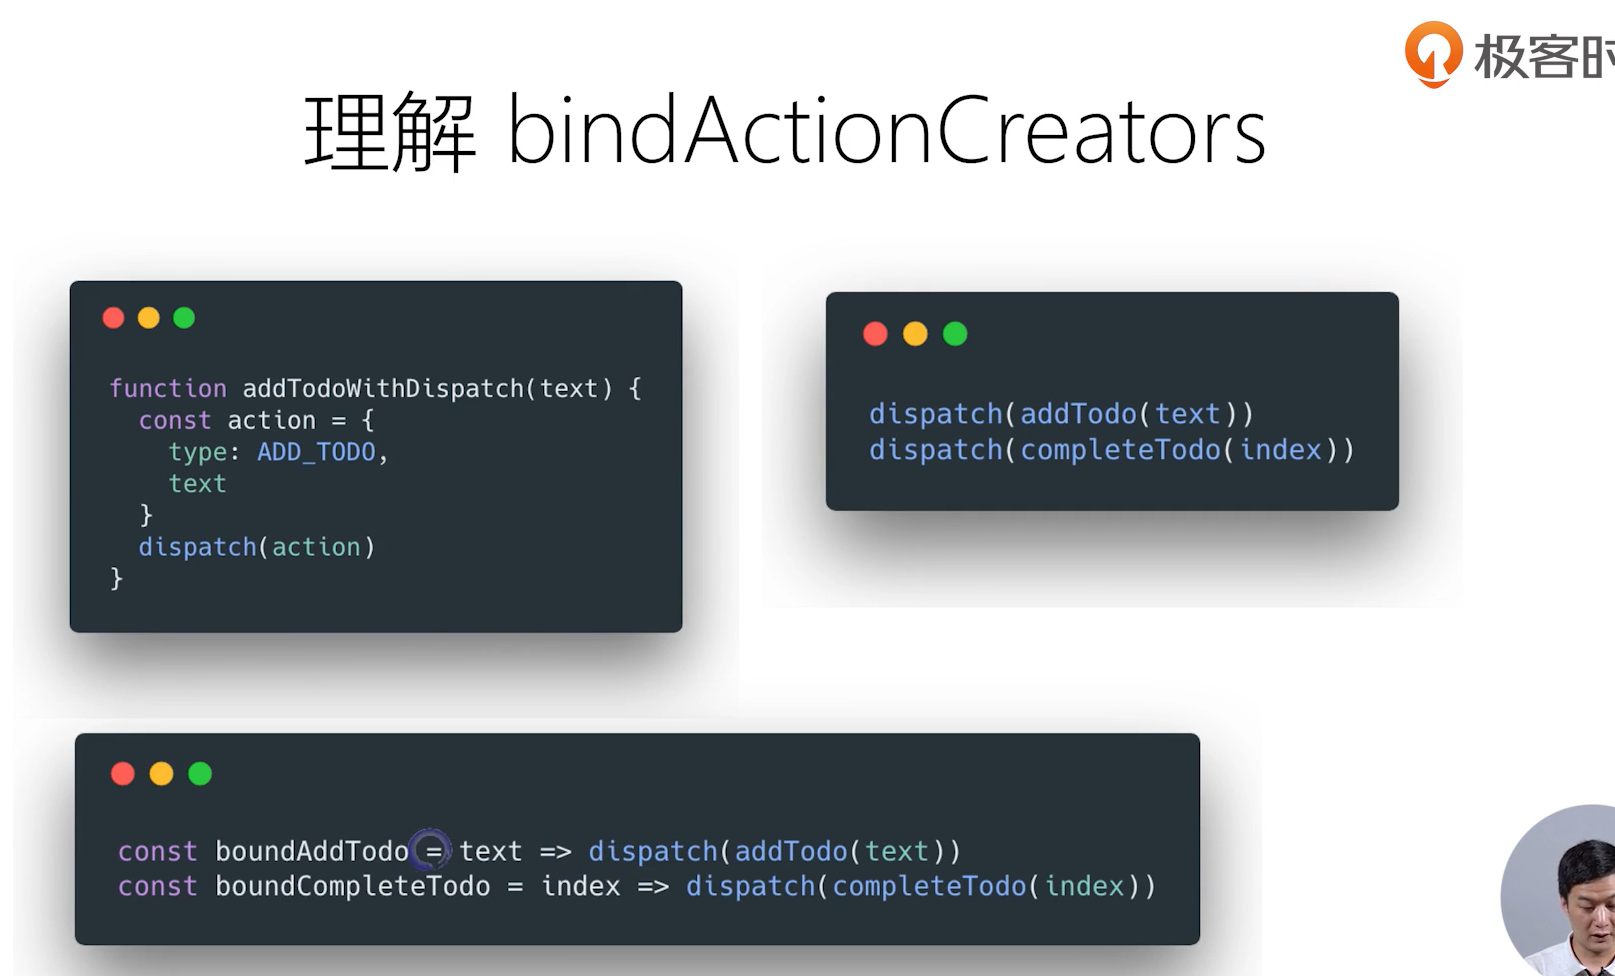 极客时
理解 bindActionCreators
function addTodoWithDispatch(text) {
  const action = {
    type: ADD_TODO,
    text
  }
  dispatch(action)
}
dispatch(addTodo(text))
dispatch(completeTodo(index))
const boundAddTodo = text => dispatch(addTodo(text))
const boundCompleteTodo = index => dispatch(completeTodo(index))